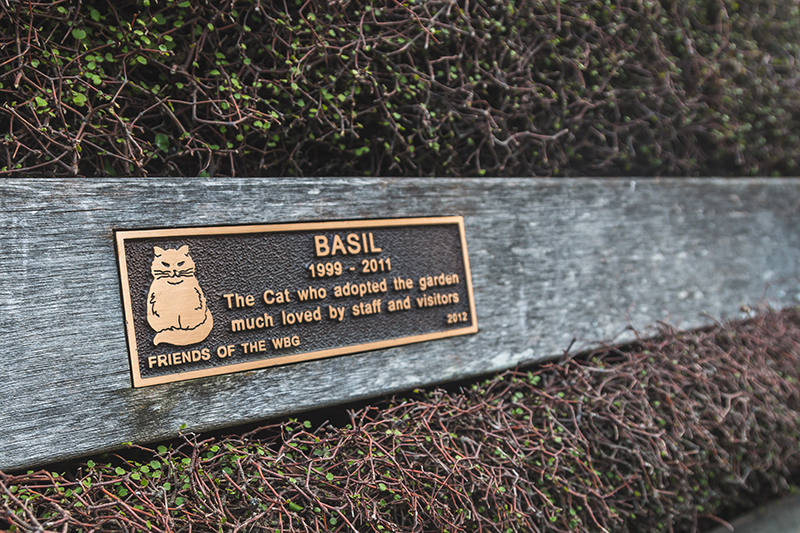 BASIL
1999 - 2011
The Cat who adopted the garden
much loved by staff and visitors
2012
FRIENDS OF THE WBG